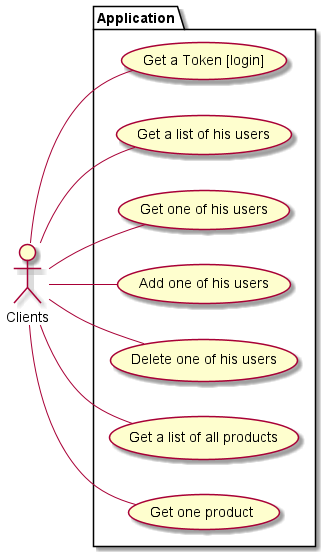 Application
Get a Token [login]
Get a list of his users
Get one of his users
Add one of his users
Clients
Delete one of his users
Get a list of all products
Get one product